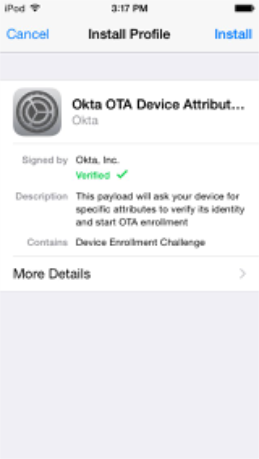 iPod 3:17 PM
Cancel Install Profile Install
Okta OTA Device Attribut...
Okta
Signed by Okta, Inc.
Verified
Description This payload will ask your device for
specific attributes to verify its identity
and start OTA enrollment
Contains Device Enrollment Challenge
More Details